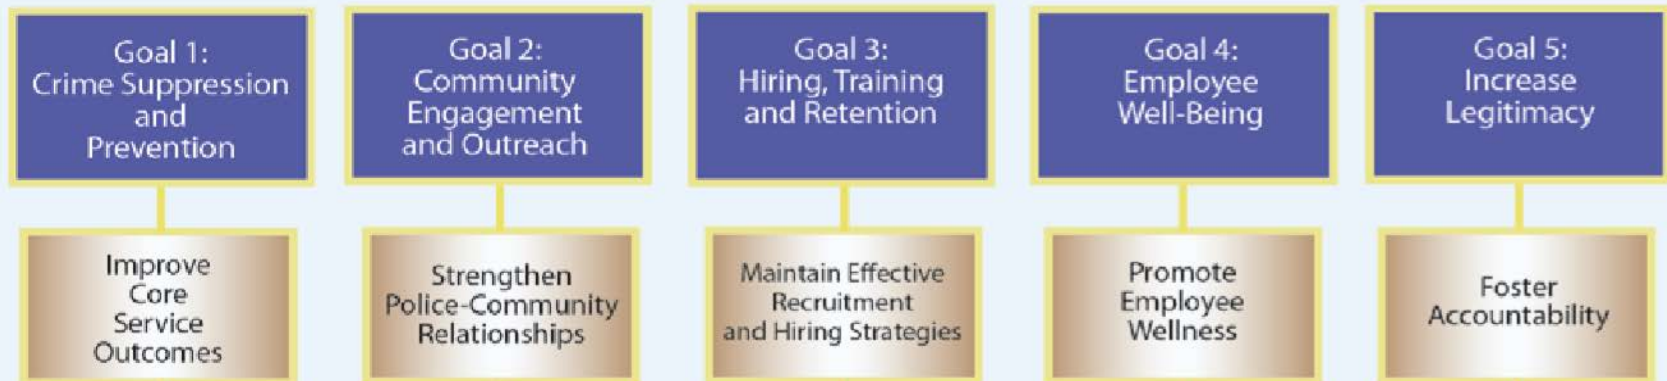 Goal 1:
Crime Suppression
and
Prevention
Goal 2:
Community
Engagement
and Outreach
Goal 3:
Hiring, Training
and Retention
Goal 4:
Employee
Well-Being
Goal 5:
Increase
Legitimacy
Improve
Core
Service
Outcomes
Strengthen
Police-Community
Relationships
Maintain Effective
Recruitment
and Hiring Strategies
Promote
Employee
Wellness
Foster
Accountability